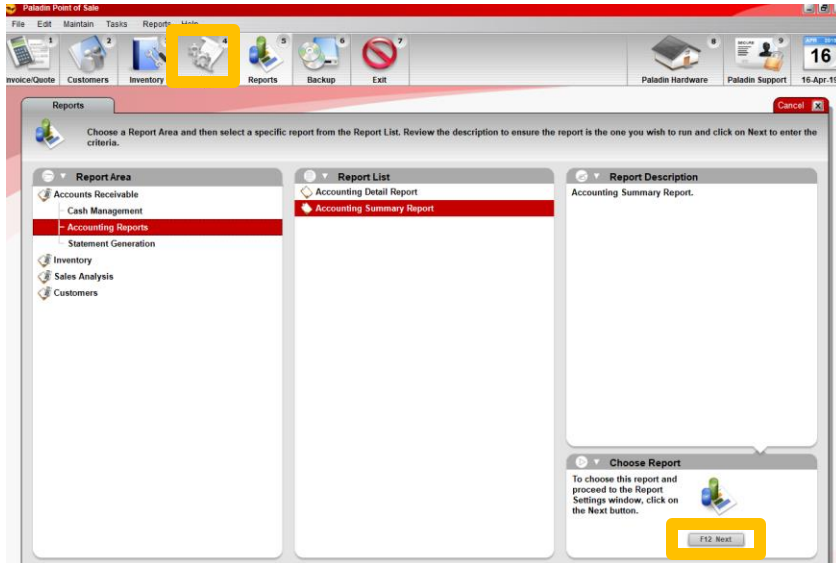 Paladin Point of Sale
File Edit Maintain Tasks Reports Help
1 2 4 5 6 7 8 9
SECURE
16
nvoice/Quote Customers Inventory Reports Backup Exit Paladin Hardware Paladin Support 16-Apr-19
Reports
Cancel X
Choose a Report Area and then select a specific report from the Report List. Review the description to ensure the report is the one you wish to run and click on Next to enter the
criteria.
Report Area
Accounts Receivable
Cash Management
Accounting Reports
Statement Generation
Inventory
Sales Analysis
Customers
Report List
Accounting Detail Report
Accounting Summary Report
Report Description
Accounting Summary Report.
Choose Report
To choose this report and
proceed to the Report
Settings window, click on
the Next button.
F12 Next